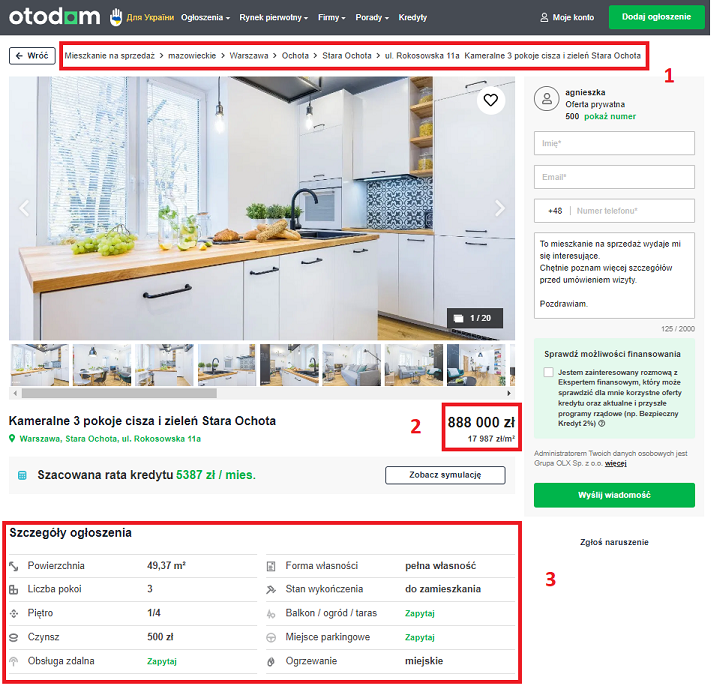 otodom Dla Ukrainy Ogłoszenia Rynek pierwotny Firmy Porady Kredyty Moje konto Dodaj ogłoszenie
← Wróć Mieszkanie na sprzedaż > mazowieckie > Warszawa > Ochota > Stara Ochota > ul. Rokosowska 11a Kameralne 3 pokoje cisza i zieleń Stara Ochota
1
agnieszka
Oferta prywatna
500 pokaż numer
Imię*
Email*
+48 Numer telefonu*
To mieszkanie na sprzedaż wydaje mi
się interesujące.
Chętnie poznam więcej szczegółów
przed umówieniem wizyty.
Pozdrawiam.
125 / 2000
1 / 20
Sprawdź możliwości finansowania
Jestem zainteresowany rozmową z
Ekspertem finansowym, który może
sprawdzić dla mnie korzystne oferty
kredytu oraz aktualne i przyszłe
programy rządowe (np. Bezpieczny
Kredyt 2%)
Administratorem Twoich danych osobowych jest
Grupa OLX Sp. z o.o. więcej
Wyślij wiadomość
Zgłoś naruszenie
Kameralne 3 pokoje cisza i zieleń Stara Ochota
Warszawa, Stara Ochota, ul. Rokosowska 11a
2
888 000 zł
17 987 zł/m²
Szacowana rata kredytu 5387 zł / mies.
Zobacz symulację
Szczegóły ogłoszenia
Powierzchnia 49,37 m²
Liczba pokoi 3
Piętro 1/4
Czynsz 500 zł
Obsługa zdalna Zapytaj
Forma własności pełna własność
Stan wykończenia do zamieszkania
Balkon / ogród / taras Zapytaj
Miejsce parkingowe Zapytaj
Ogrzewanie miejskie
3